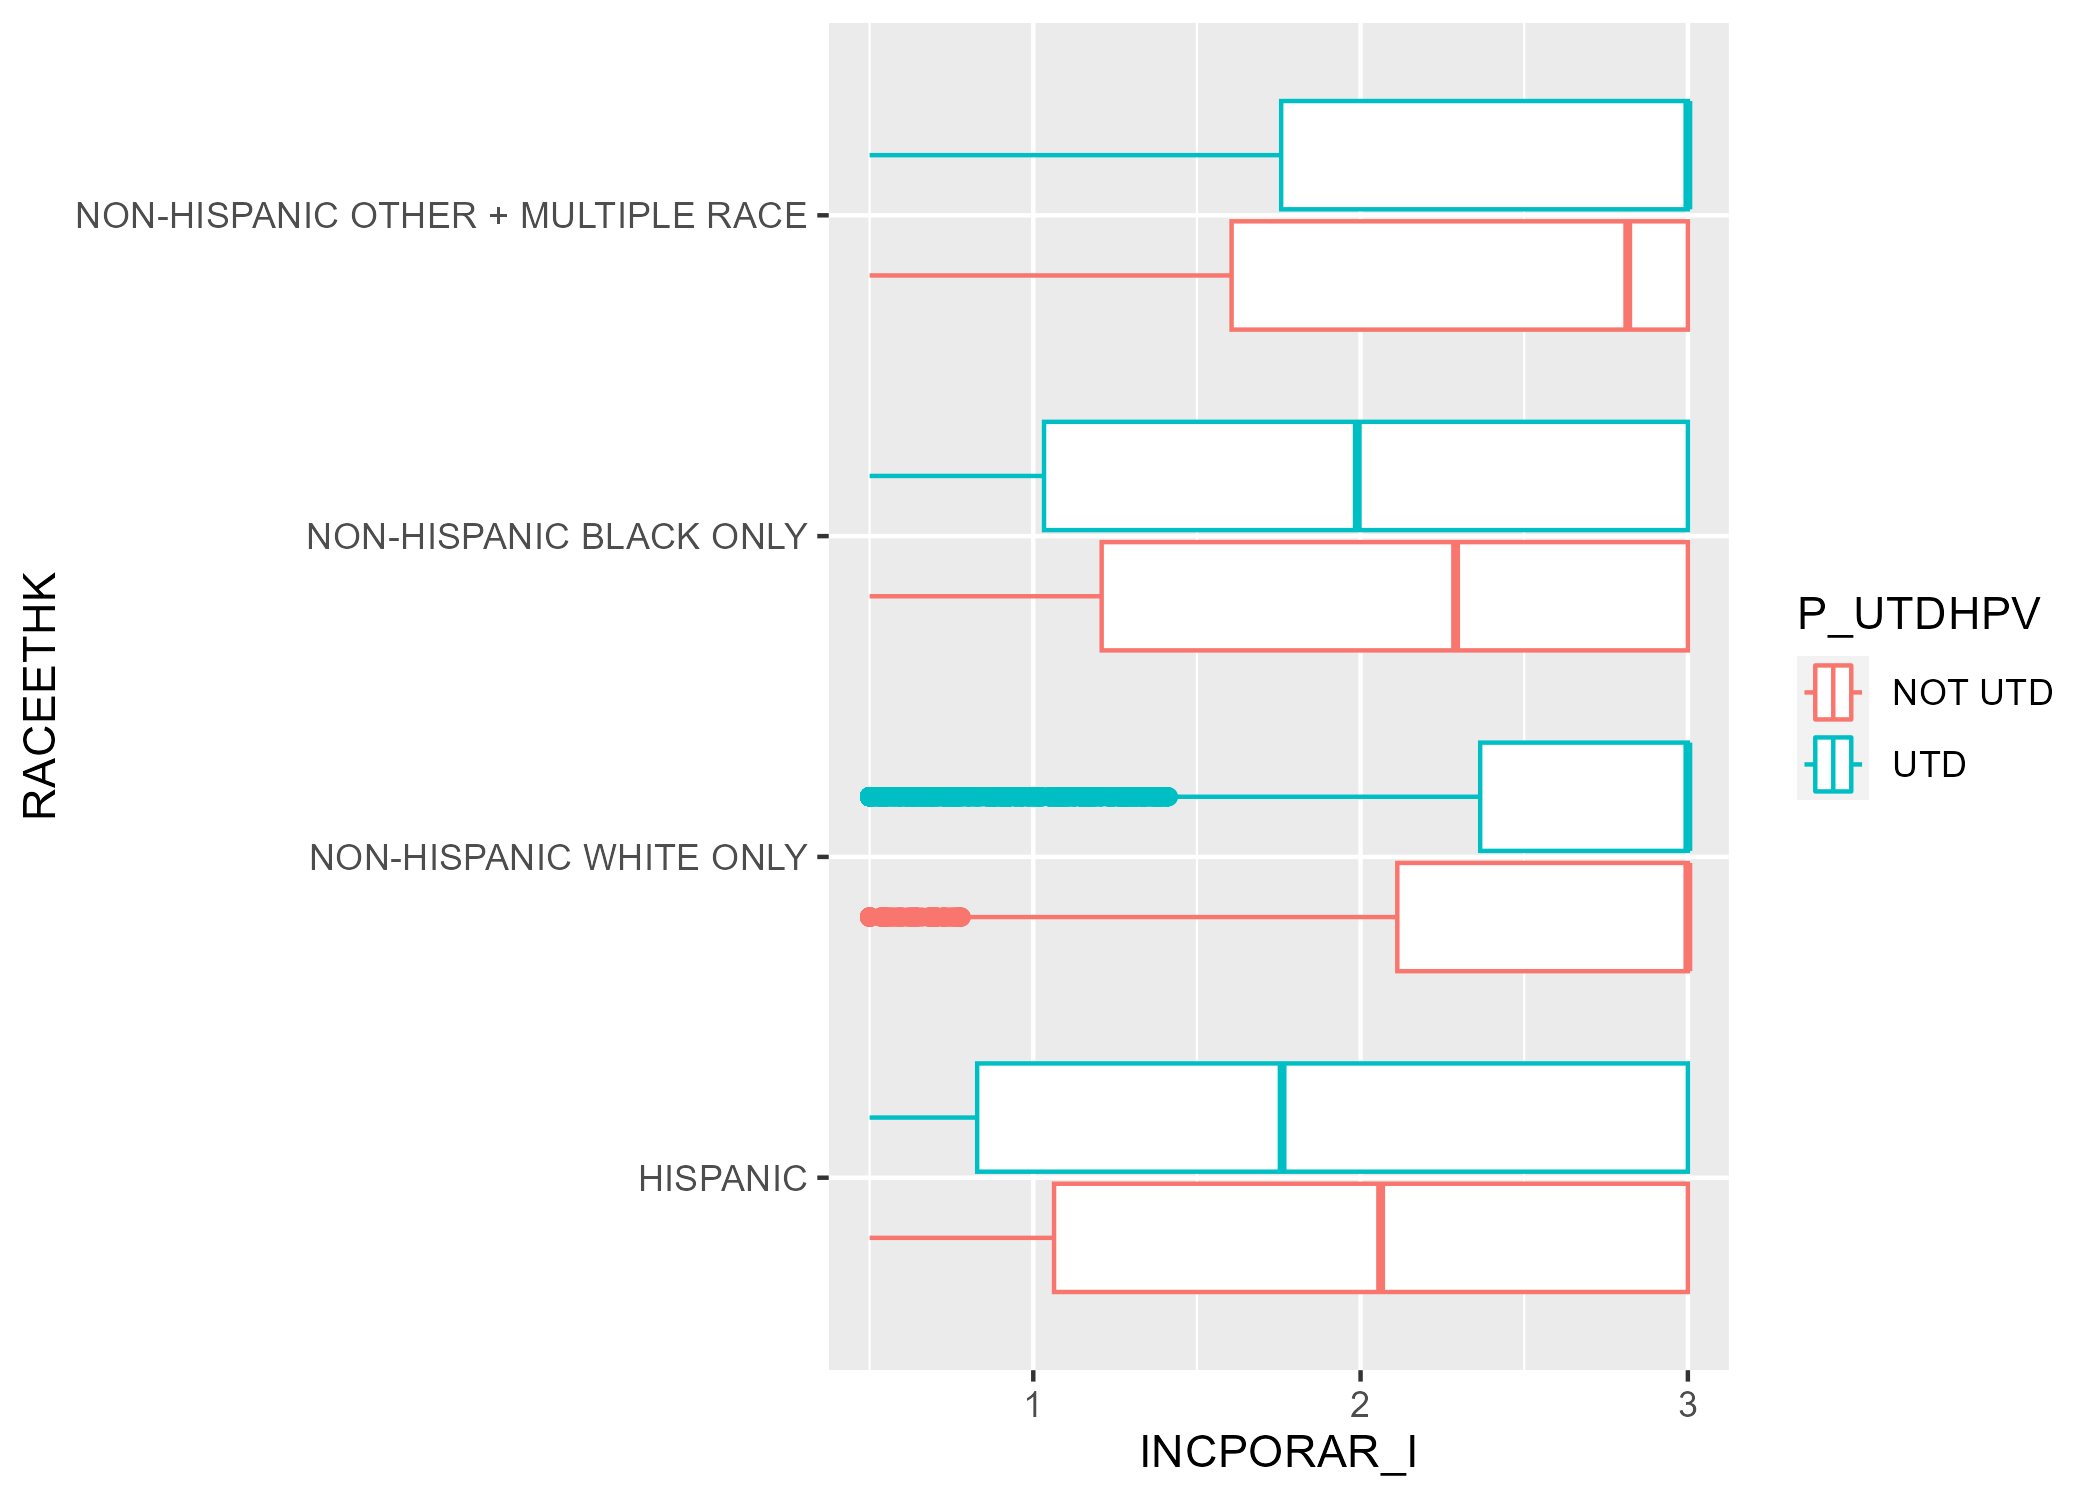 RACEETHK
NON-HISPANIC OTHER + MULTIPLE RACE
NON-HISPANIC BLACK ONLY
NON-HISPANIC WHITE ONLY
HISPANIC
1 2 3
INCPORAR_I
P_UTDHPV
NOT UTD
UTD